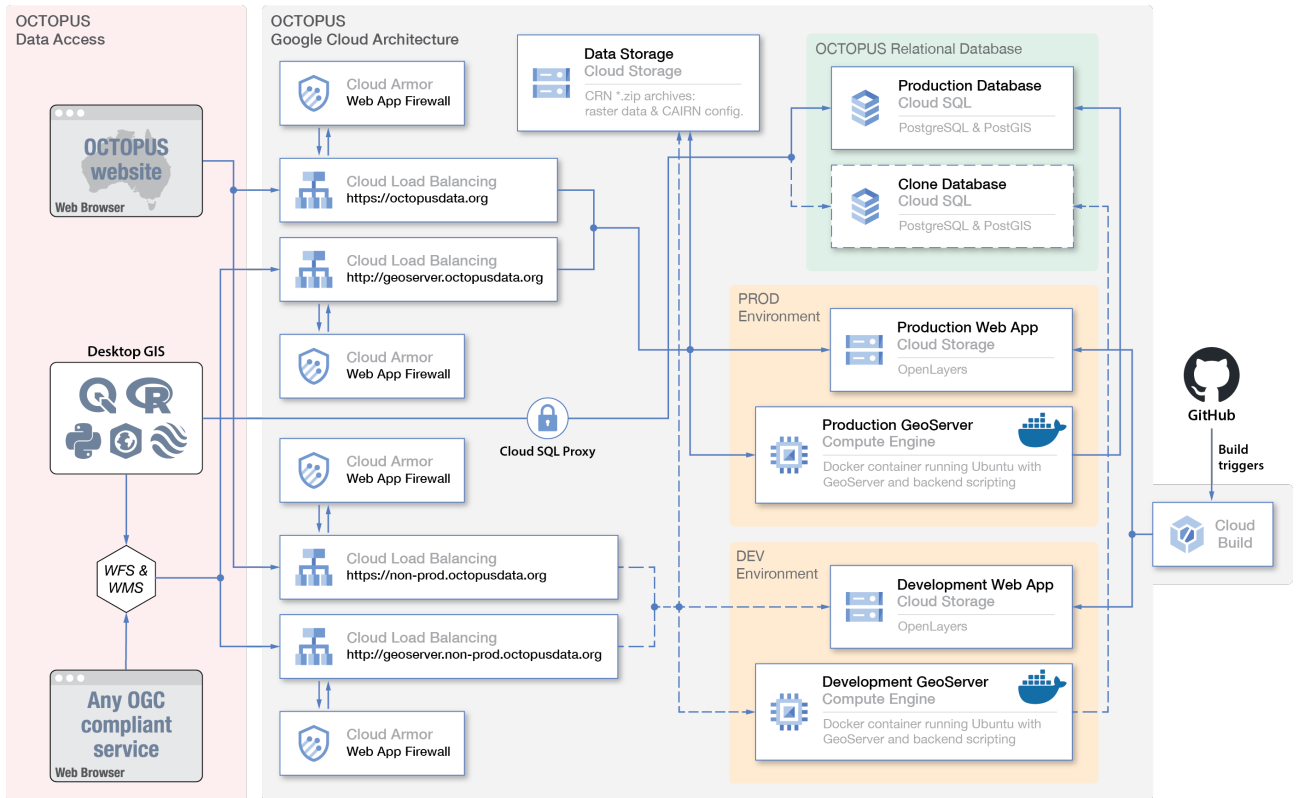 OCTOPUS
Data Access
OCTOPUS
website
Web Browser
Desktop GIS
WFS &
WMS
Any OGC
compliant
service
Web Browser
OCTOPUS
Google Cloud Architecture
Cloud Armor
Web App Firewall
Cloud Load Balancing
https://octopusdata.org
Cloud Load Balancing
http://geoserver.octopusdata.org
Cloud Armor
Web App Firewall
Cloud SQL Proxy
Cloud Armor
Web App Firewall
Cloud Load Balancing
https://non-prod.octopusdata.org
Cloud Load Balancing
http://geoserver.non-prod.octopusdata.org
Cloud Armor
Web App Firewall
Data Storage
Cloud Storage
CRN *.zip archives:
raster data & CAIRN config.
OCTOPUS Relational Database
Production Database
Cloud SQL
PostgreSQL & PostGIS
Clone Database
Cloud SQL
PostgreSQL & PostGIS
PROD
Environment
Production Web App
Cloud Storage
OpenLayers
Production GeoServer
Compute Engine
Docker container running Ubuntu with
GeoServer and backend scripting
DEV
Environment
Development Web App
Cloud Storage
OpenLayers
Development GeoServer
Compute Engine
Docker container running Ubuntu with
GeoServer and backend scripting
GitHub
Build
triggers
Cloud
Build